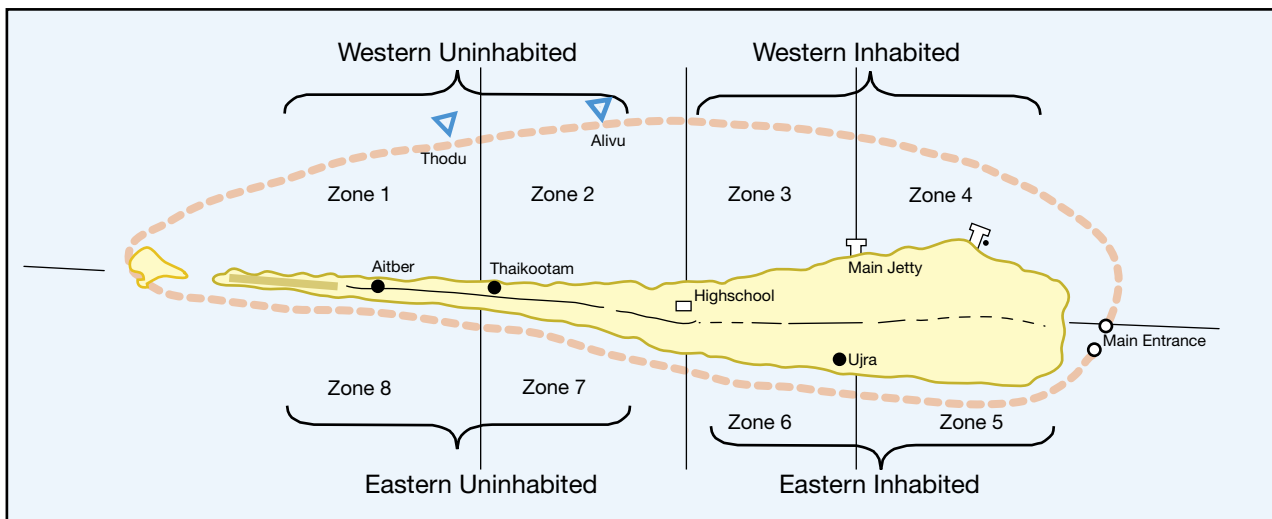 Western Uninhabited
Western Inhabited
Thodu
Alivu
Zone 1
Zone 2
Zone 3
Zone 4
Aitber
Thaikootam
Main Jetty
Highschool
Main Entrance
Ujra
Zone 8
Zone 7
Zone 6
Zone 5
Eastern Uninhabited
Eastern Inhabited